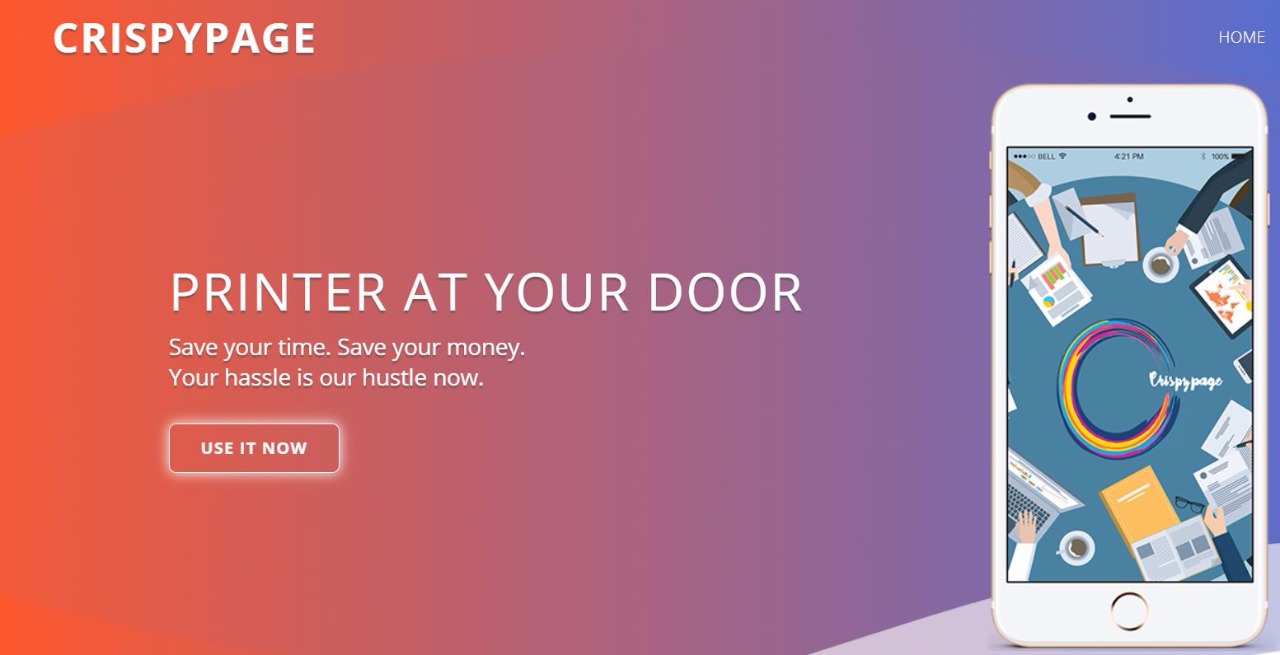 CRISPYPAGE
HOME
BELL 4:21 PM 100%
PRINTER AT YOUR DOOR
Save your time. Save your money.
Your hassle is our hustle now.
Crispypage
USE IT NOW